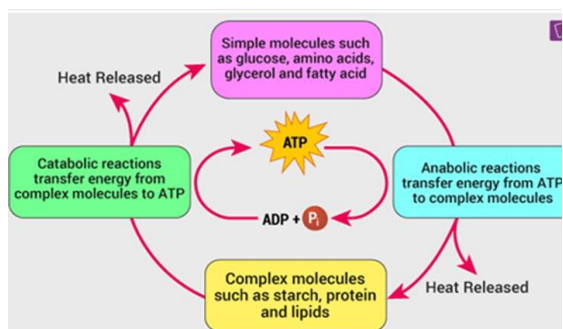 Simple molecules such
as glucose, amino acids,
glycerol and fatty acid
Heat Released
ATP
Catabolic reactions
transfer energy from
complex molecules to ATP
Anabolic reactions
transfer energy from ATP
to complex molecules
ADP + Pi
Complex molecules
such as starch, protein
and lipids
Heat Released